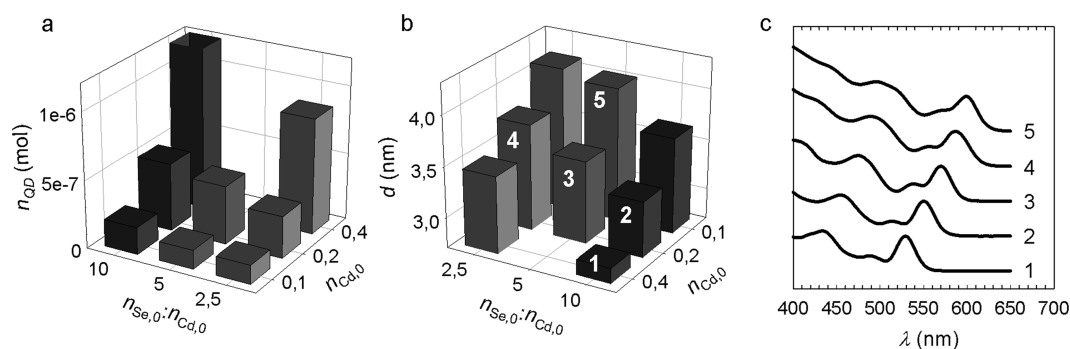 a
n_QD (mol)
1e-6
5e-7
0
10
5
2,5
n_Se,0:n_Cd,0
0,1
0,2
0,4
n_Cd,0
b
d (nm)
4,0
3,5
3,0
5
4
3
2
1
2,5
5
10
n_Se,0:n_Cd,0
0,4
0,2
0,1
n_Cd,0
c
5
4
3
2
1
400 450 500 550 600 650 700
λ (nm)